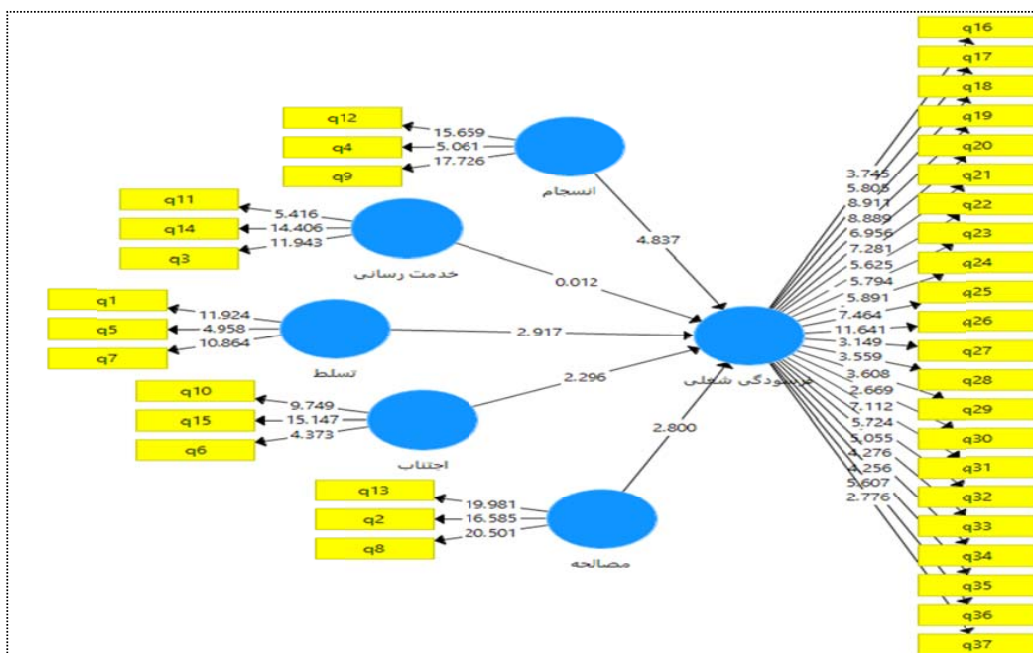 q12
q4
q9
15.659
5.061
17.726
انسجام
q11
q14
q3
5.416
14.406
11.943
خدمت رسانی
q1
q5
q7
11.924
4.958
10.864
تسلط
q10
q15
q6
9.749
15.147
4.373
اجتناب
q13
q2
q8
19.981
16.585
20.501
مصالحه
4.837
0.012
2.917
2.296
2.800
فرسودگی شغلی
3.745
5.805
8.911
8.889
6.956
7.281
5.625
5.794
5.891
7.464
11.641
3.149
3.559
3.608
2.669
7.112
5.724
5.055
4.276
4.256
5.607
2.776
q16
q17
q18
q19
q20
q21
q22
q23
q24
q25
q26
q27
q28
q29
q30
q31
q32
q33
q34
q35
q36
q37